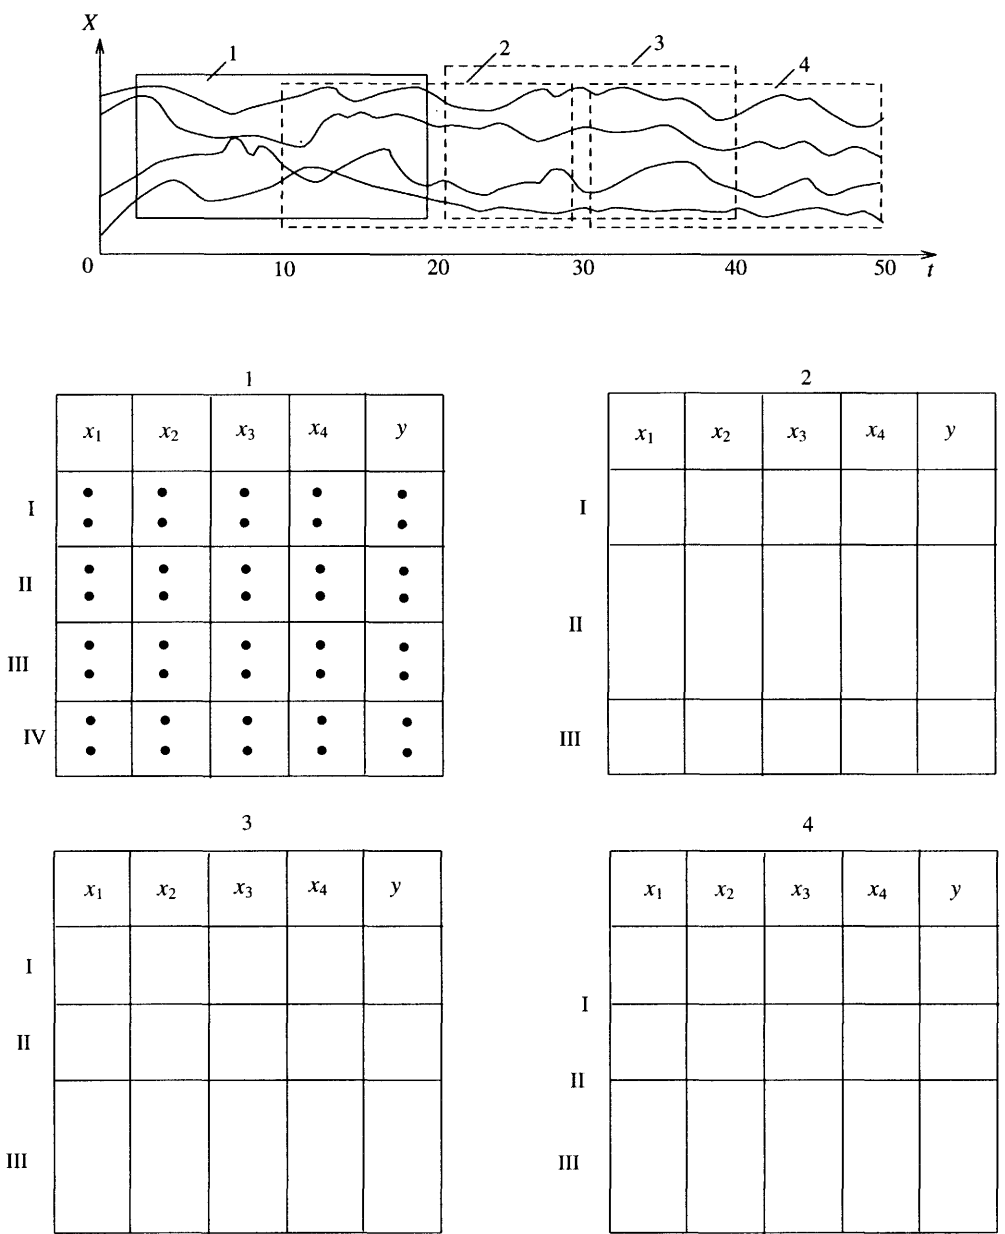 X
1
2
3
4
0 10 20 30 40 50 t
1
x₁ x₂ x₃ x₄ y
I
II
III
IV
2
x₁ x₂ x₃ x₄ y
I
II
III
3
x₁ x₂ x₃ x₄ y
I
II
III
4
x₁ x₂ x₃ x₄ y
I
II
III